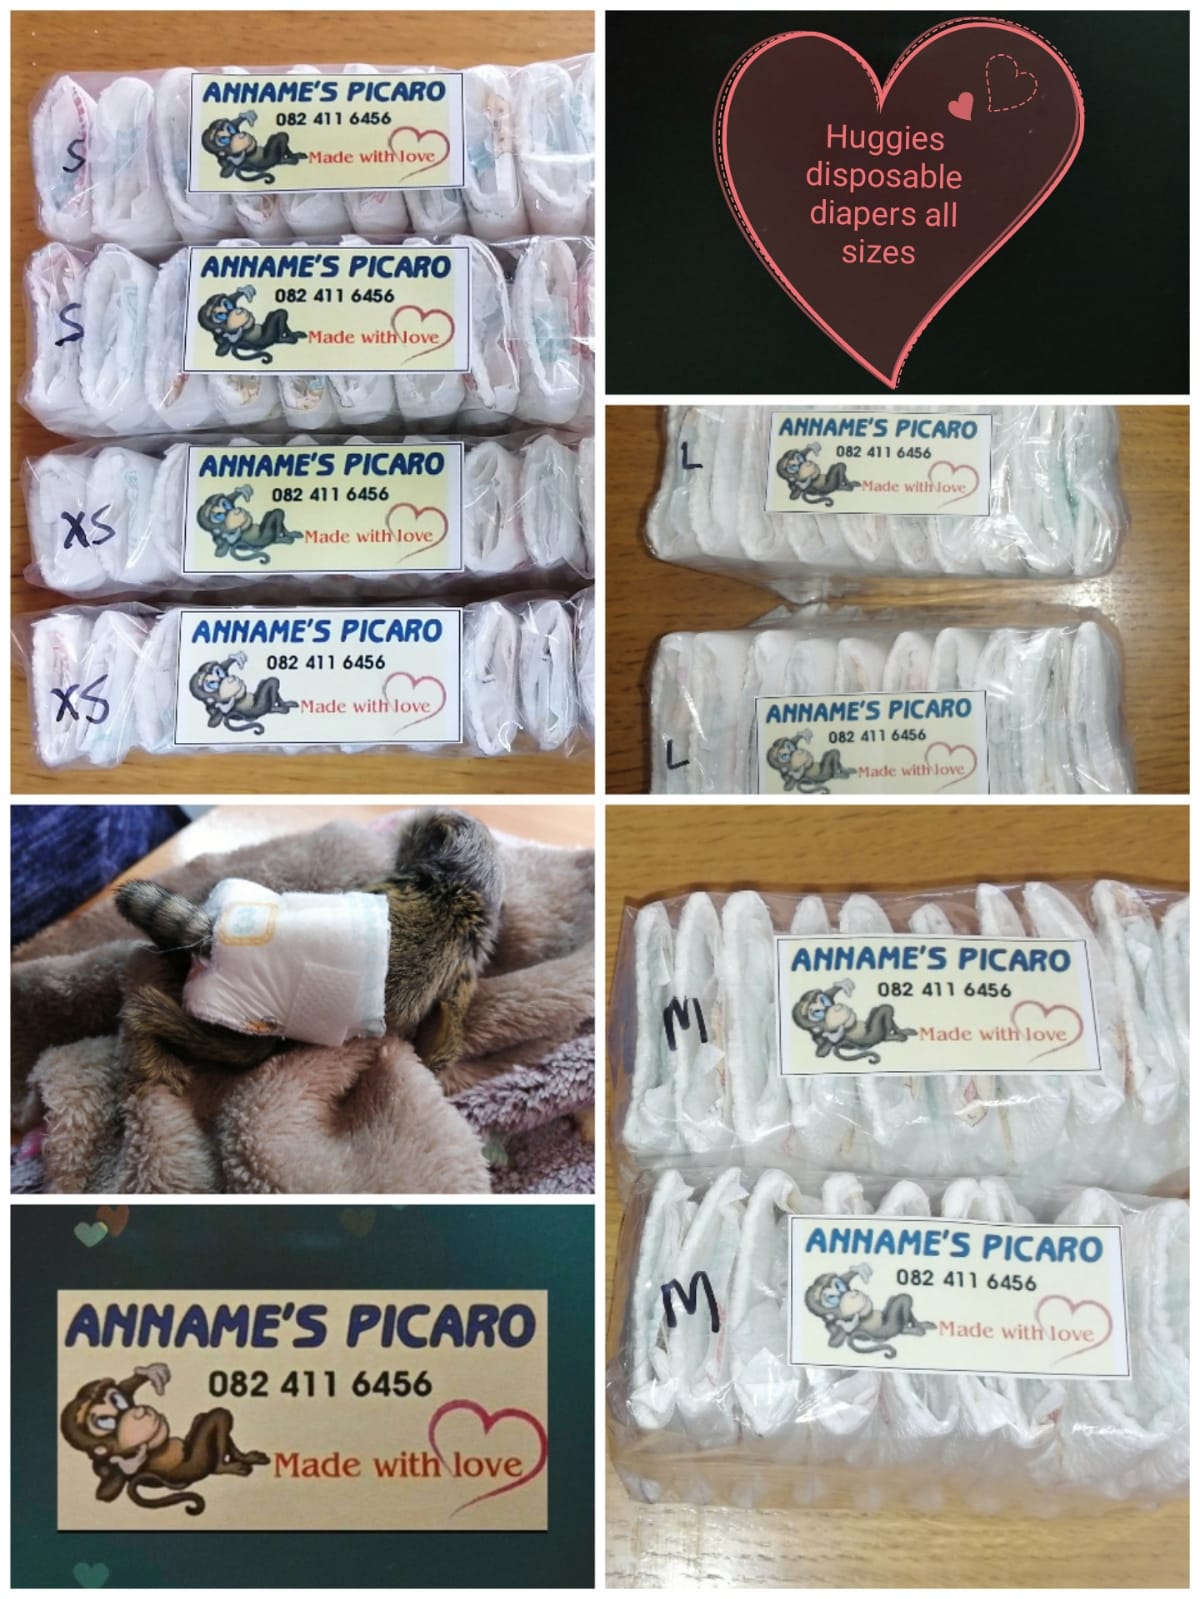 ANNAME'S PICARO
082 411 6456
Made with love
S
ANNAME'S PICARO
082 411 6456
Made with love
S
ANNAME'S PICARO
082 411 6456
Made with love
XS
ANNAME'S PICARO
082 411 6456
Made with love
XS
Huggies
disposable
diapers all
sizes
ANNAME'S PICARO
082 411 6456
Made with love
L
ANNAME'S PICARO
082 411 6456
Made with love
L
3
ANNAME'S PICARO
082 411 6456
Made with love
ANNAME'S PICARO
082 411 6456
Made with love
M
ANNAME'S PICARO
082 411 6456
Made with love
M